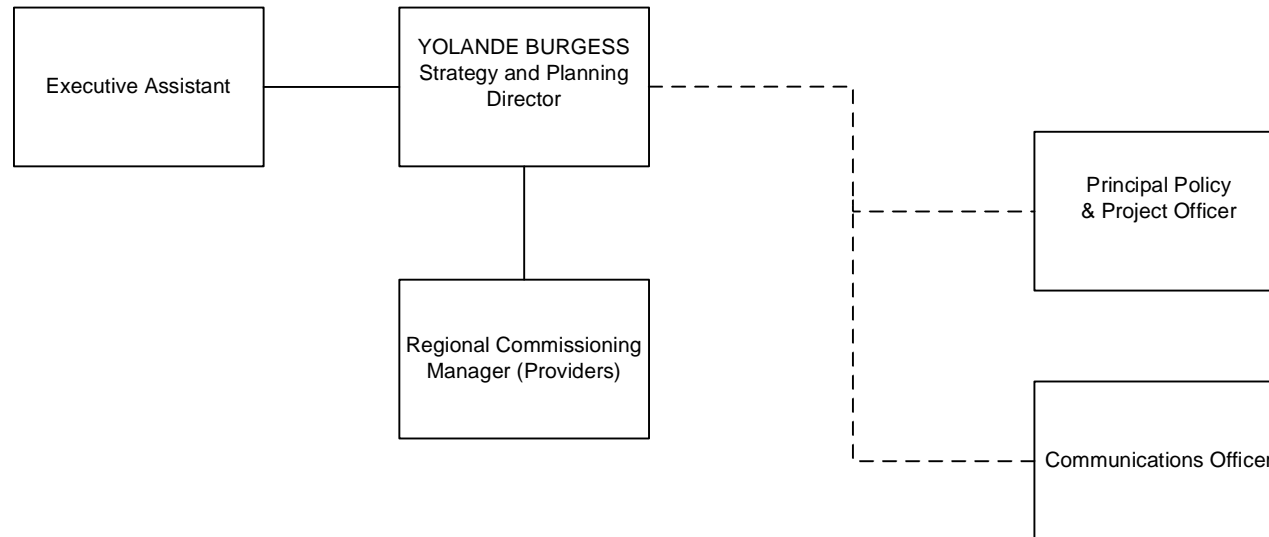 Executive Assistant
YOLANDE BURGESS
Strategy and Planning
Director
Principal Policy
& Project Officer
Regional Commissioning
Manager (Providers)
Communications Officer